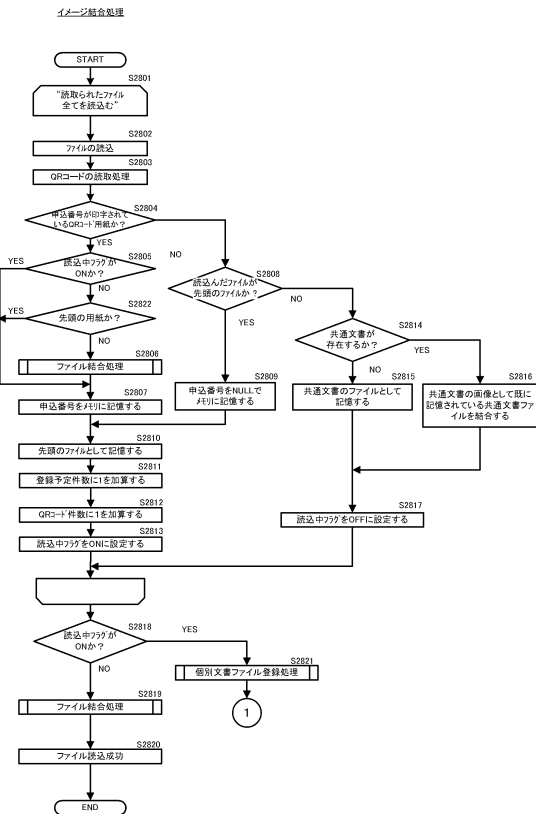 イメージ結合処理
START
S2801
"読取られたファイル
全てを読込む"
S2802
ファイルの読込
S2803
QRコードの読取処理
S2804
申込番号が印字されて
いるQRコード用紙か?
YES
NO
S2805
読込中フラグが
ONか?
YES
NO
S2808
読込んだファイルが
先頭のファイルか?
NO
YES
S2822
先頭の用紙か?
YES
NO
S2814
共通文書が
存在するか?
YES
NO
S2806
ファイル結合処理
S2807
申込番号をメモリに記憶する
S2809
申込番号をNULLで
メモリに記憶する
S2815
共通文書のファイルとして
記憶する
S2816
共通文書の画像として既に
記憶されている共通文書ファ
イルを結合する
S2810
先頭のファイルとして記憶する
S2811
登録予定件数に1を加算する
S2812
QRコード件数に1を加算する
S2813
読込中フラグをONに設定する
S2817
読込中フラグをOFFに設定する
S2818
読込中フラグが
ONか?
YES
NO
S2821
個別文書ファイル登録処理
1
S2819
ファイル結合処理
S2820
ファイル読込成功
END